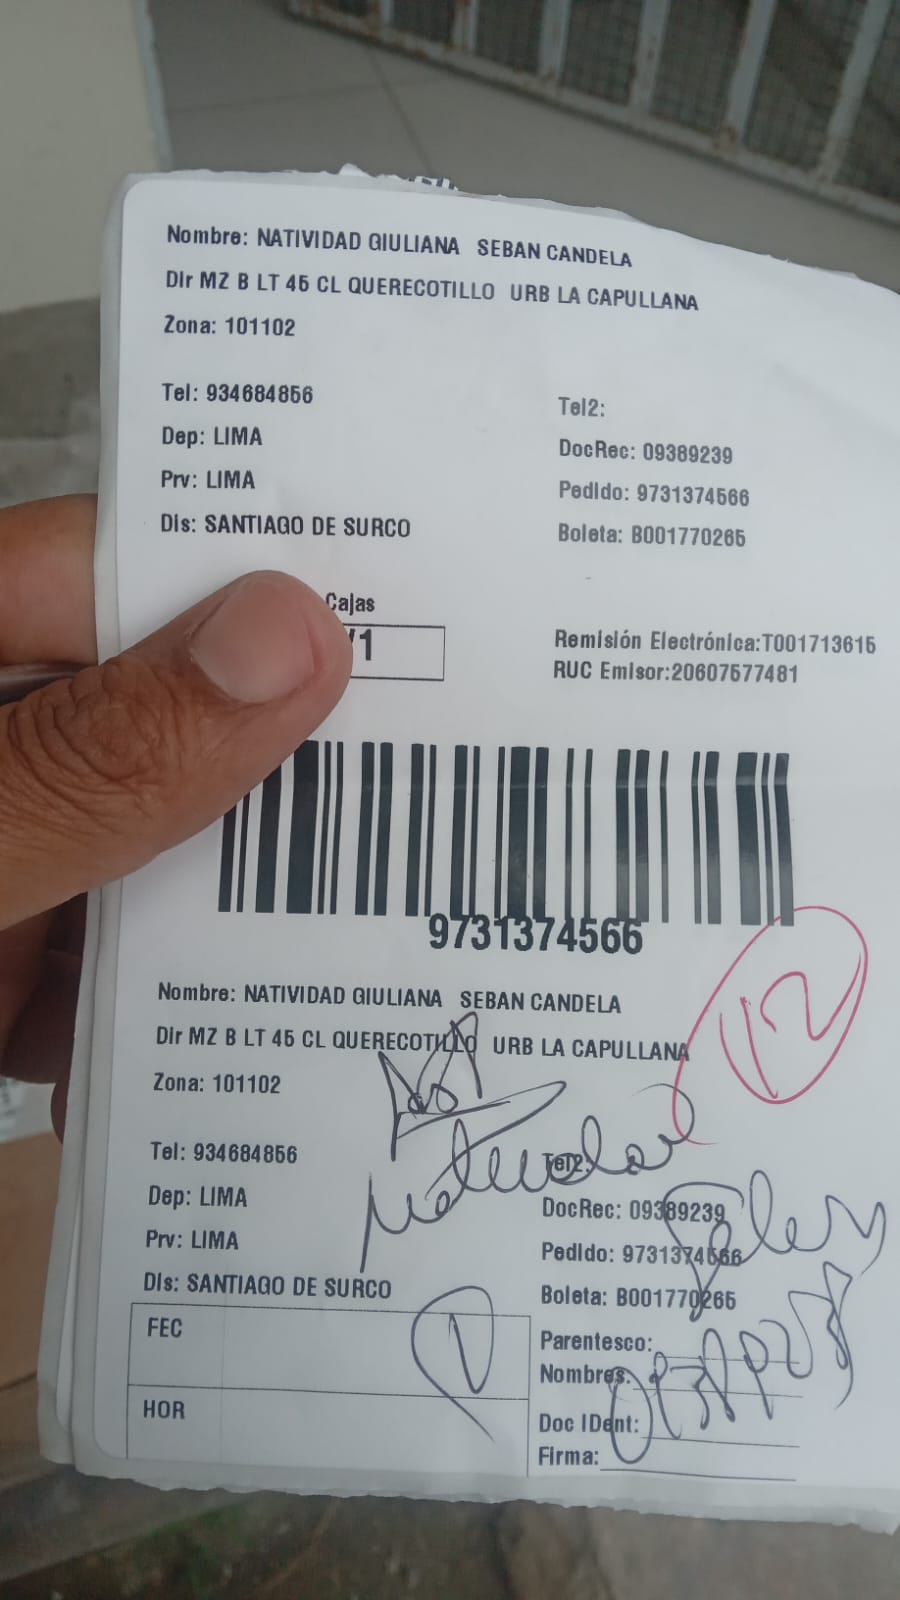 Nombre: NATIVIDAD GIULIANA SEBAN CANDELA
Dir MZ B LT 45 CL QUERECOTILLO URB LA CAPULLANA
Zona: 101102
Tel: 934684856
Tel2:
Dep: LIMA
DocRec: 09389239
Prv: LIMA
Pedido: 9731374566
Dis: SANTIAGO DE SURCO
Boleta: B001770265
Cajas
/1
Remisión Electrónica:T001713615
RUC Emisor:20607577481
9731374566
12
Nombre: NATIVIDAD GIULIANA SEBAN CANDELA
Dir MZ B LT 45 CL QUERECOTILLO URB LA CAPULLANA
Zona: 101102
Tel: 934684856
Tel2:
Dep: LIMA
DocRec: 09389239
Prv: LIMA
Pedido: 9731374566
Dis: SANTIAGO DE SURCO
Boleta: B001770265
FEC
Parentesco:
Nombres:
HOR
Doc IDent:
Firma: